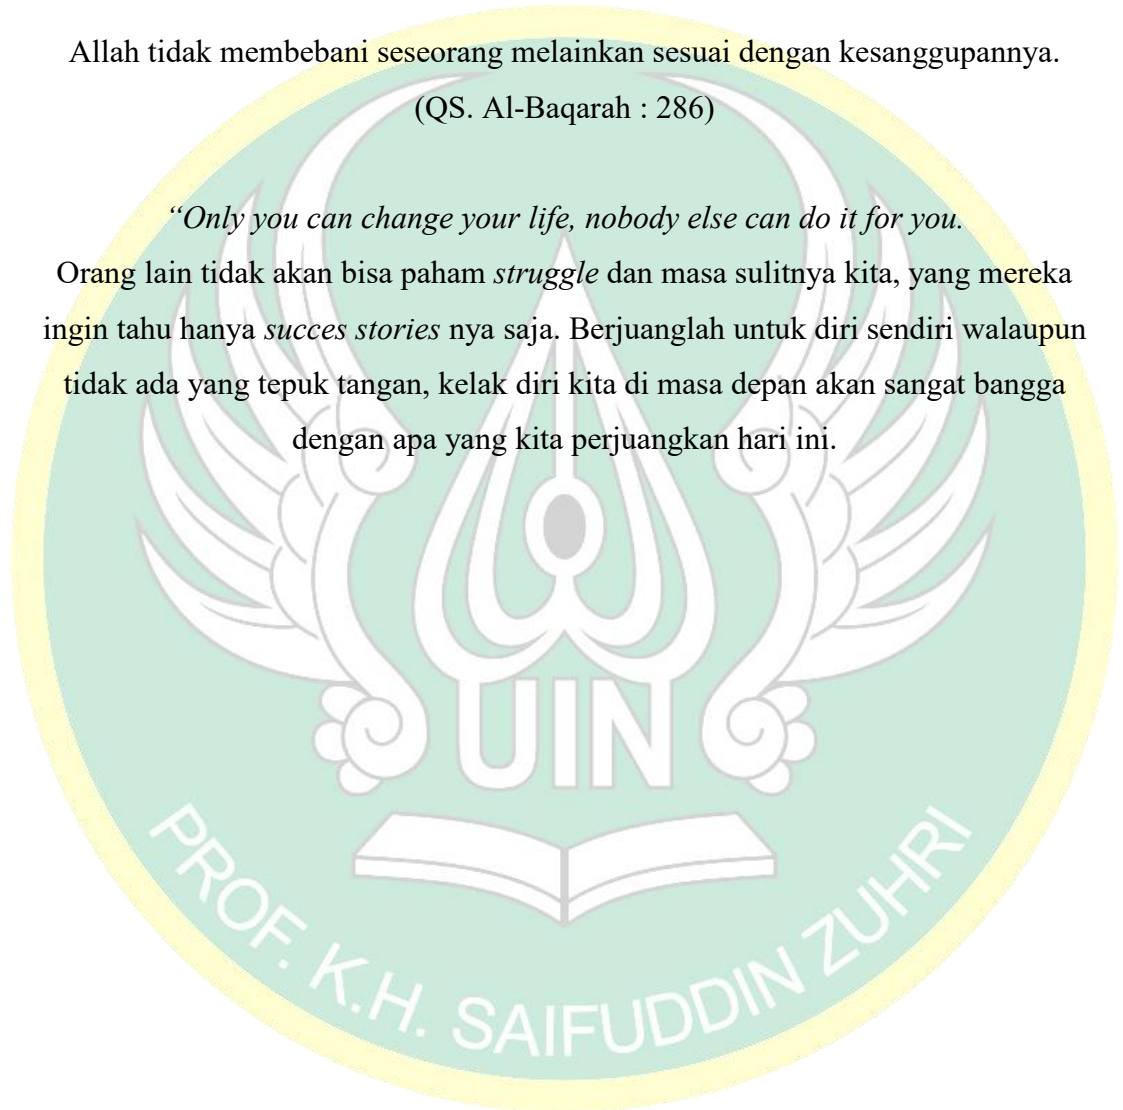 Allah tidak membebani seseorang melainkan sesuai dengan kesanggupannya.
(QS. Al-Baqarah : 286)
“Only you can change your life, nobody else can do it for you.
Orang lain tidak akan bisa paham struggle dan masa sulitnya kita, yang mereka
ingin tahu hanya succes stories nya saja. Berjuanglah untuk diri sendiri walaupun
tidak ada yang tepuk tangan, kelak diri kita di masa depan akan sangat bangga
dengan apa yang kita perjuangkan hari ini.
UIN
PROF. K.H. SAIFUDDIN ZUHRI